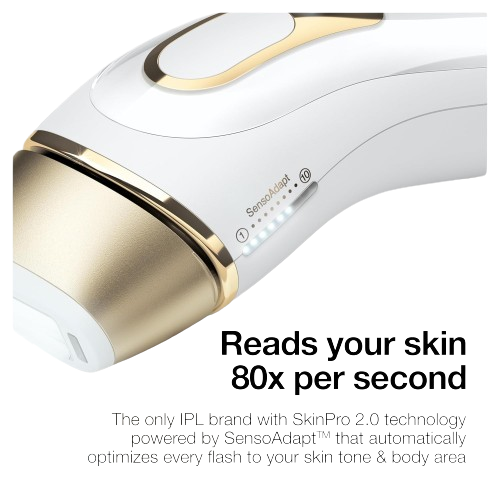 SensoAdapt
1
10
Reads your skin
80x per second
The only IPL brand with SkinPro 2.0 technology
powered by SensoAdapt™ that automatically
optimizes every flash to your skin tone & body area